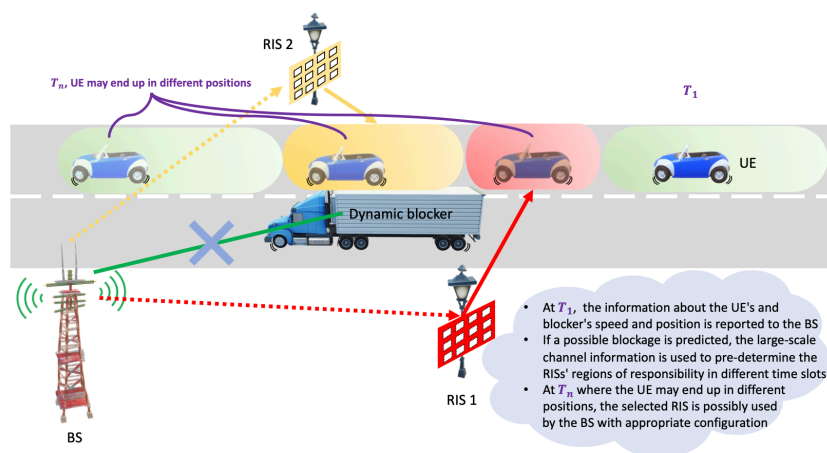 RIS 2
T_n, UE may end up in different positions
T_1
UE
Dynamic blocker
RIS 1
BS
• At T_1, the information about the UE's and
blocker's speed and position is reported to the BS
• If a possible blockage is predicted, the large-scale
channel information is used to pre-determine the
RISs' regions of responsibility in different time slots
• At T_n where the UE may end up in different
positions, the selected RIS is possibly used
by the BS with appropriate configuration